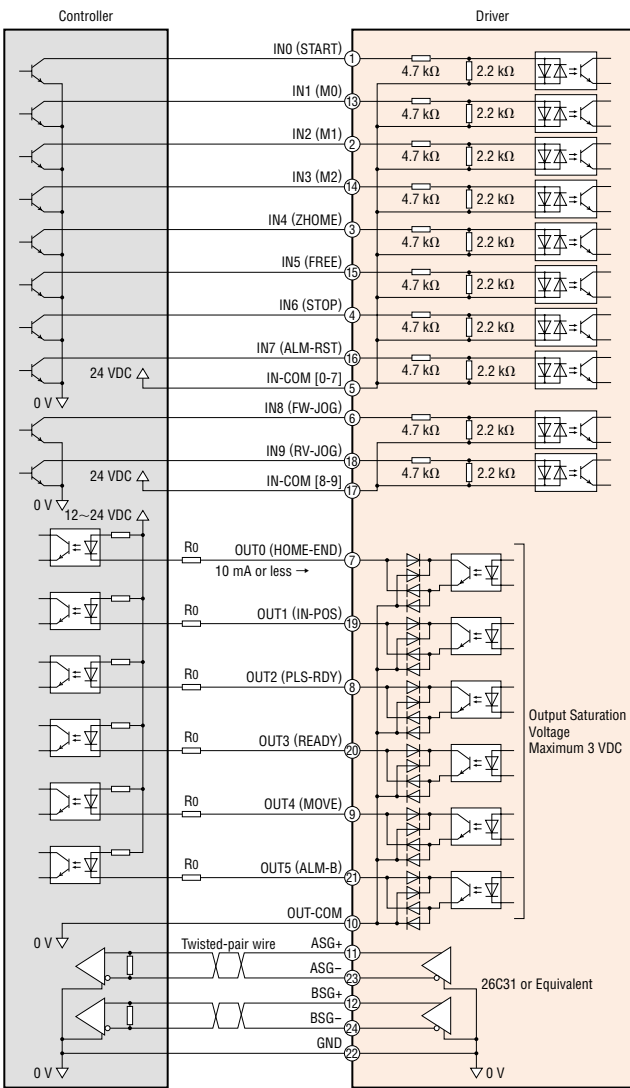 Controller
Driver
IN0 (START)
1
4.7 kΩ
2.2 kΩ
IN1 (M0)
13
4.7 kΩ
2.2 kΩ
IN2 (M1)
2
4.7 kΩ
2.2 kΩ
IN3 (M2)
14
4.7 kΩ
2.2 kΩ
IN4 (ZHOME)
3
4.7 kΩ
2.2 kΩ
IN5 (FREE)
15
4.7 kΩ
2.2 kΩ
IN6 (STOP)
4
4.7 kΩ
2.2 kΩ
IN7 (ALM-RST)
16
4.7 kΩ
2.2 kΩ
24 VDC
IN-COM [0-7]
5
0 V
IN8 (FW-JOG)
6
4.7 kΩ
2.2 kΩ
IN9 (RV-JOG)
18
4.7 kΩ
2.2 kΩ
24 VDC
IN-COM [8-9]
17
0 V
12~24 VDC
R0
OUT0 (HOME-END)
7
10 mA or less →
R0
OUT1 (IN-POS)
19
R0
OUT2 (PLS-RDY)
8
Output Saturation
Voltage
Maximum 3 VDC
R0
OUT3 (READY)
20
R0
OUT4 (MOVE)
9
R0
OUT5 (ALM-B)
21
OUT-COM
10
0 V
Twisted-pair wire
ASG+
11
ASG−
23
26C31 or Equivalent
BSG+
12
BSG−
24
GND
22
0 V
0 V